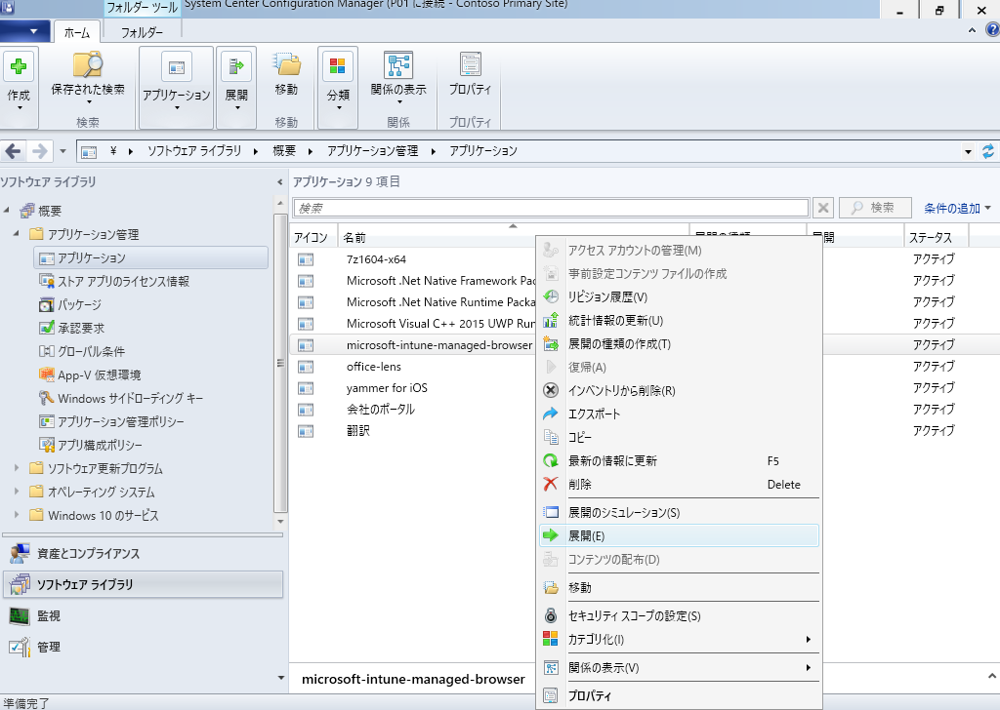 フォルダー ツール
System Center Configuration Manager (P01 に接続 - Contoso Primary Site)
ホーム
フォルダー
作成
保存された検索
アプリケーション
展開
移動
分類
関係の表示
プロパティ
検索
移動
関係
プロパティ
¥ ソフトウェア ライブラリ 概要 アプリケーション管理 アプリケーション
ソフトウェア ライブラリ
概要
アプリケーション管理
アプリケーション
ストア アプリのライセンス情報
パッケージ
承認要求
グローバル条件
App-V 仮想環境
Windows サイドローディング キー
アプリケーション管理ポリシー
アプリ構成ポリシー
ソフトウェア更新プログラム
オペレーティング システム
Windows 10 のサービス
資産とコンプライアンス
ソフトウェア ライブラリ
監視
管理
準備完了
アプリケーション 9 項目
検索
検索
条件の追加
アイコン 名前 展開の種類 展開 ステータス
7z1604-x64 アクティブ
Microsoft .Net Native Framework Pac アクティブ
Microsoft .Net Native Runtime Packa アクティブ
Microsoft Visual C++ 2015 UWP Run アクティブ
microsoft-intune-managed-browser アクティブ
office-lens アクティブ
yammer for iOS アクティブ
会社のポータル アクティブ
翻訳 アクティブ
アクセス アカウントの管理(M)
事前設定コンテンツ ファイルの作成
リビジョン履歴(V)
統計情報の更新(U)
展開の種類の作成(T)
復帰(A)
インベントリから削除(R)
エクスポート
コピー
最新の情報に更新 F5
削除 Delete
展開のシミュレーション(S)
展開(E)
コンテンツの配布(D)
移動
セキュリティ スコープの設定(S)
カテゴリ化(I)
関係の表示(V)
プロパティ
microsoft-intune-managed-browser